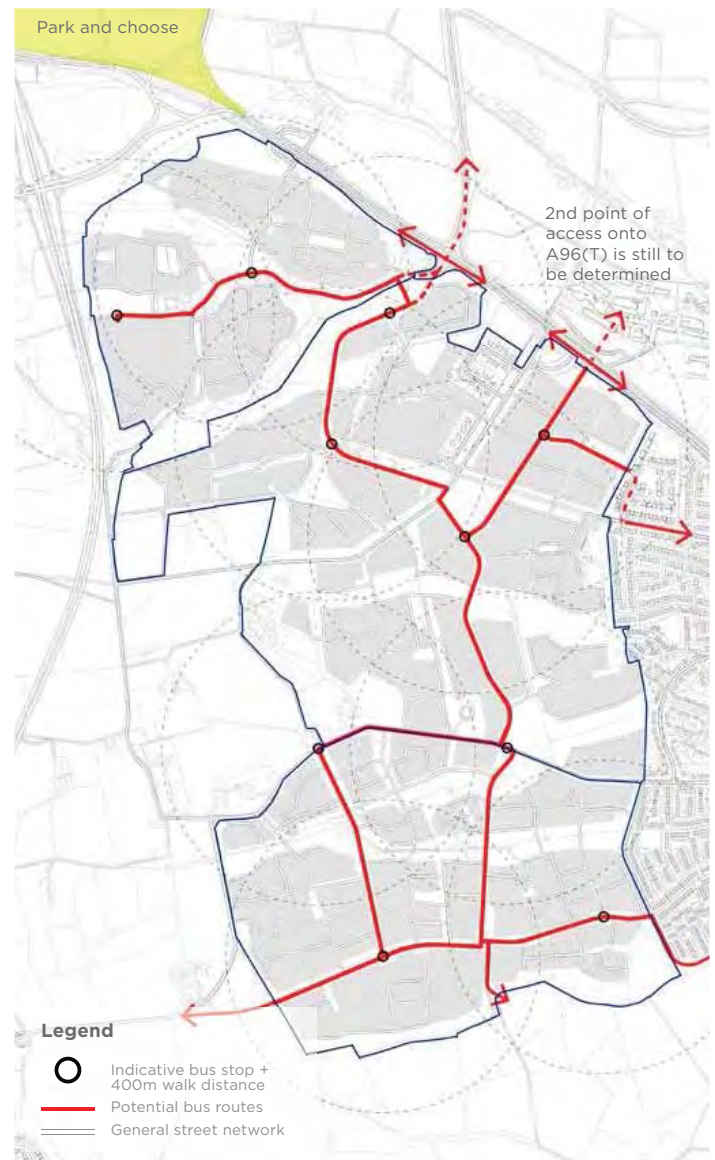 Park and choose
2nd point of
access onto
A96(T) is still to
be determined
Legend
Indicative bus stop +
400m walk distance
Potential bus routes
General street network